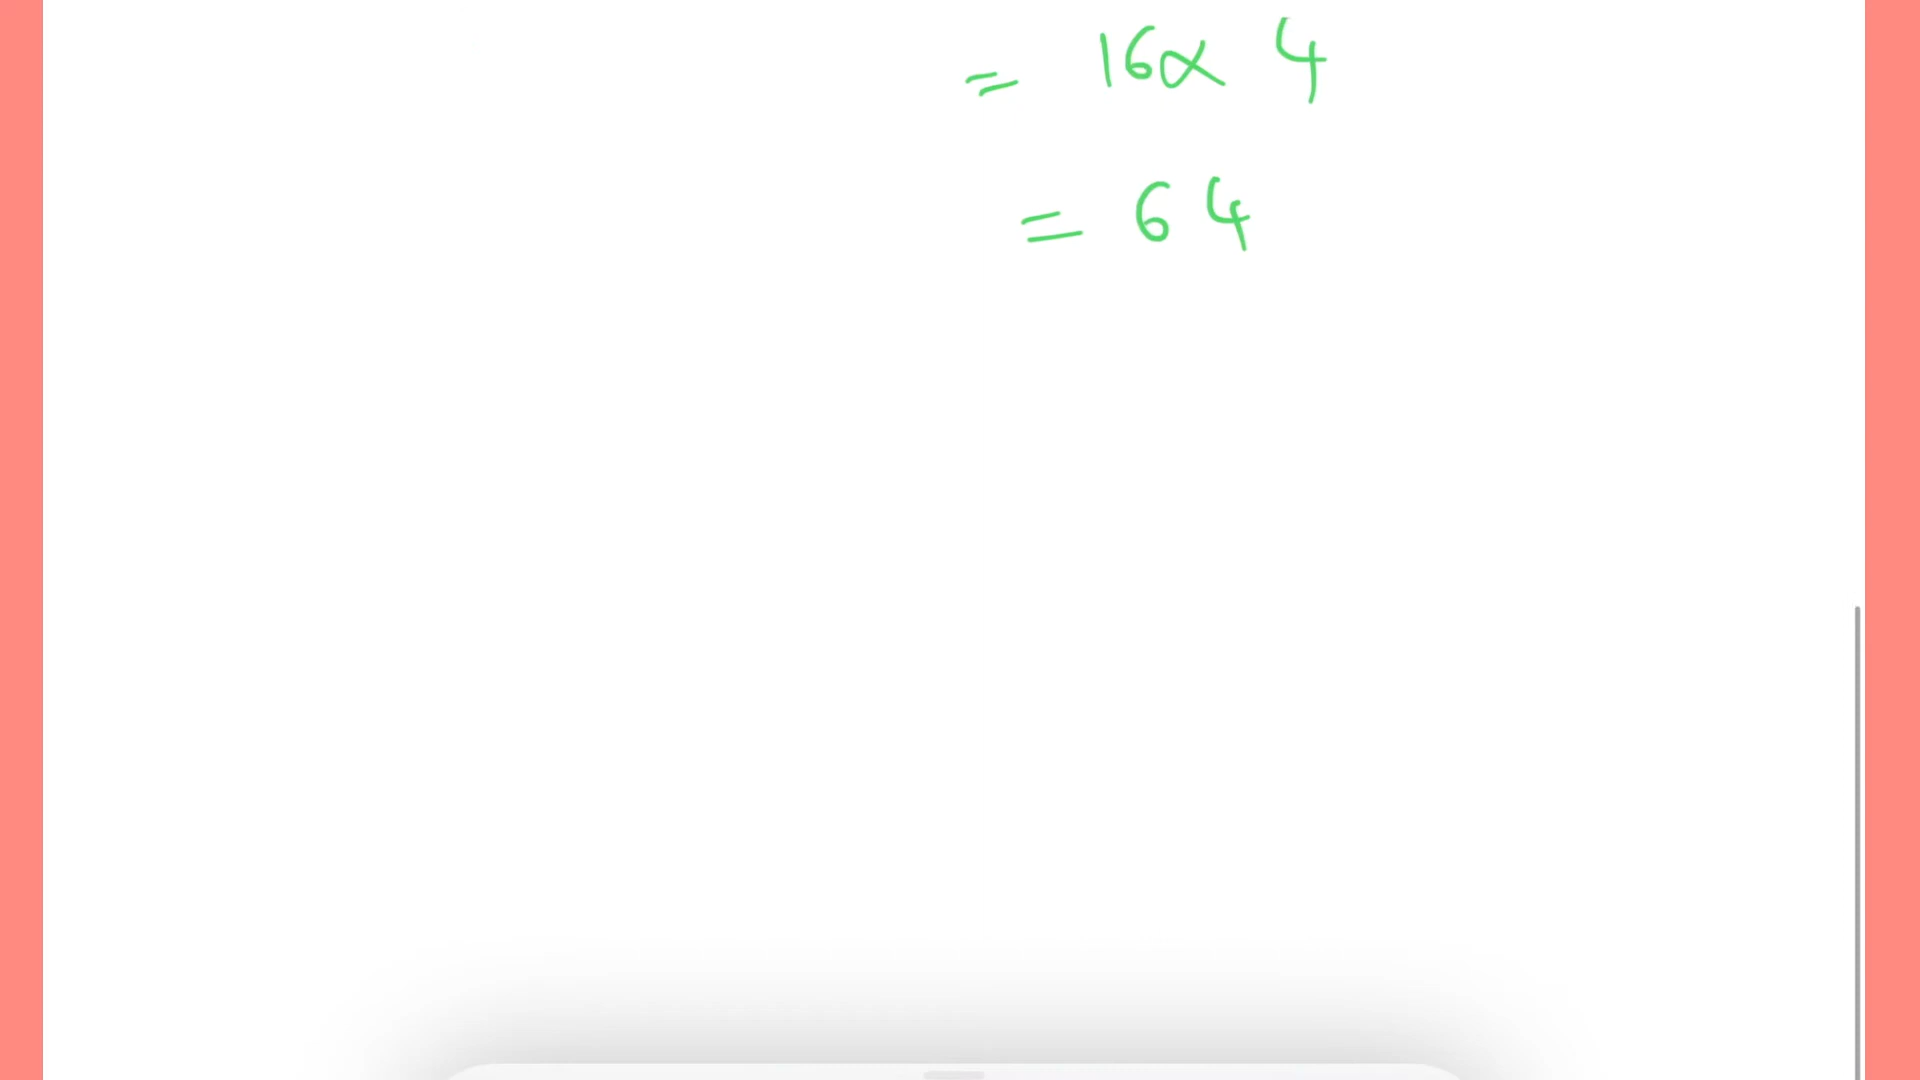 = 16 × 4
= 64